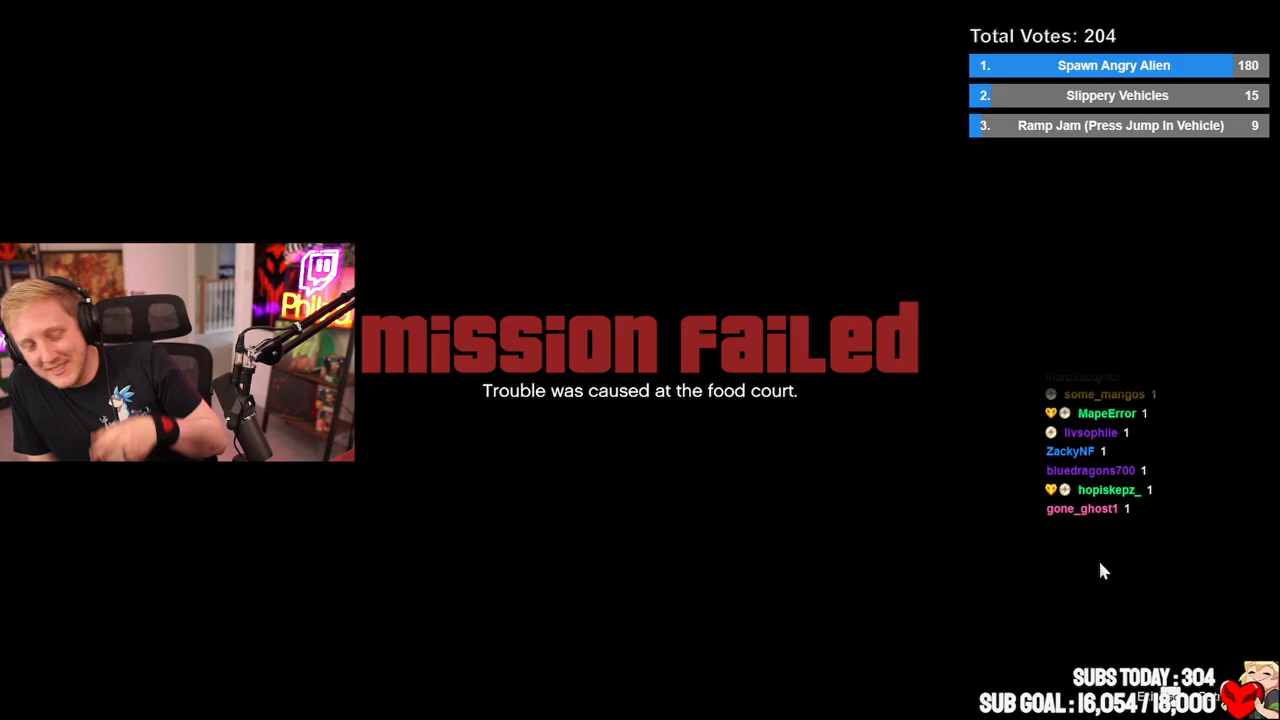 Total Votes: 204
1. Spawn Angry Alien 180
2. Slippery Vehicles 15
3. Ramp Jam (Press Jump In Vehicle) 9
mission failed
Trouble was caused at the food court.
some_mangos 1
MapeError 1
livsophiie 1
ZackyNF 1
bluedragons700 1
hopiskepz_ 1
gone_ghost1 1
SUBS TODAY : 304
SUB GOAL : 16,054 / 18,000